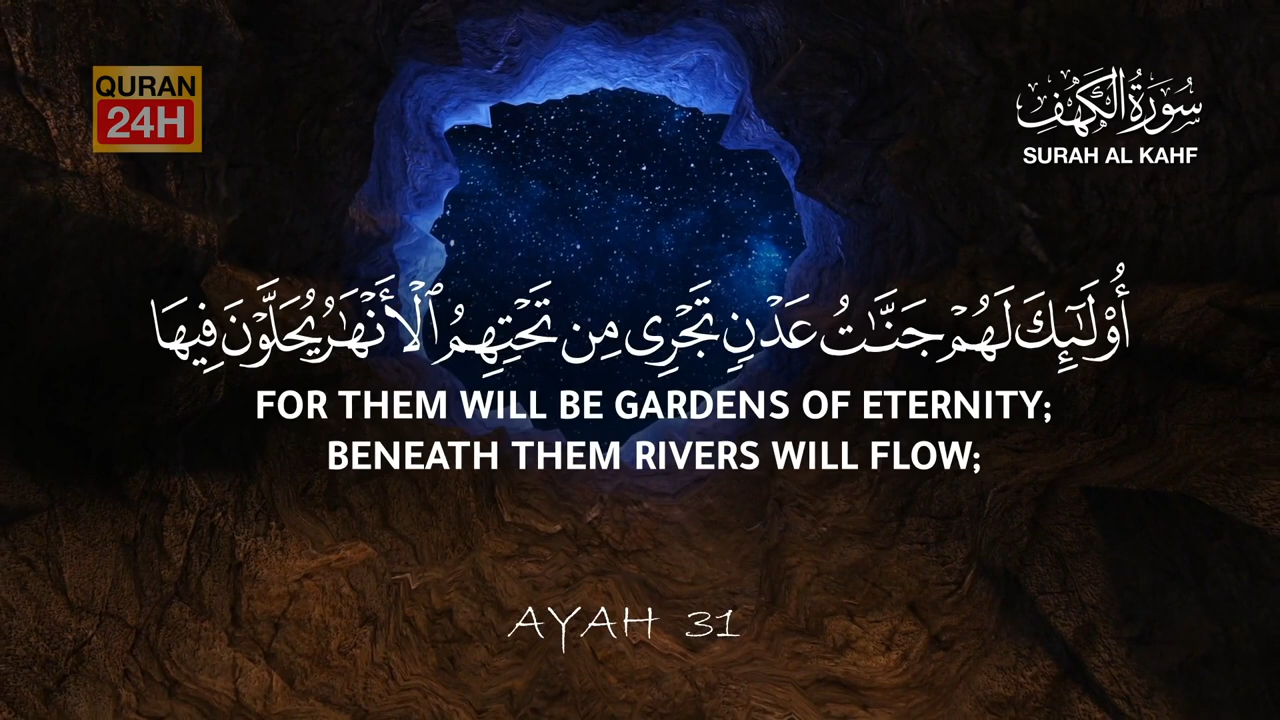 QURAN
24H
سُورَةُ الْكَهْفِ
SURAH AL KAHF
أُوْلَٰٓئِكَ لَهُمْ جَنَّٰتُ عَدْنٍ تَجْرِى مِن تَحْتِهِمُ ٱلْأَنْهَٰرُ يُحَلَّوْنَ فِيهَا
FOR THEM WILL BE GARDENS OF ETERNITY;
BENEATH THEM RIVERS WILL FLOW;
AYAH 31